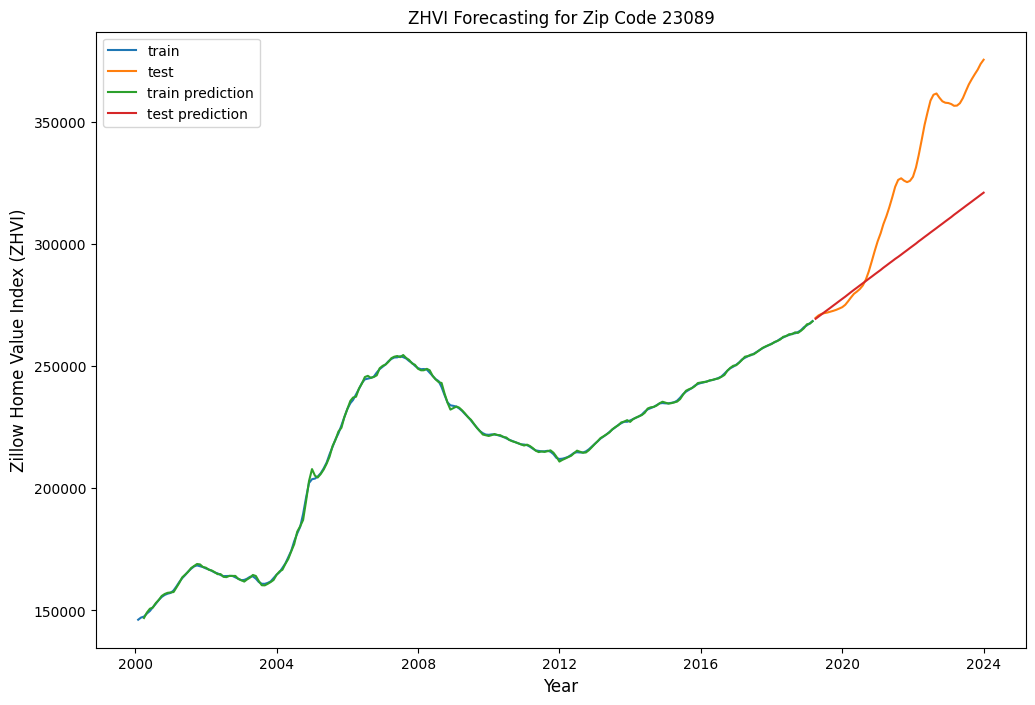 ZHVI Forecasting for Zip Code 23089
train
test
train prediction
test prediction
Zillow Home Value Index (ZHVI)
350000
300000
250000
200000
150000
2000 2004 2008 2012 2016 2020 2024
Year